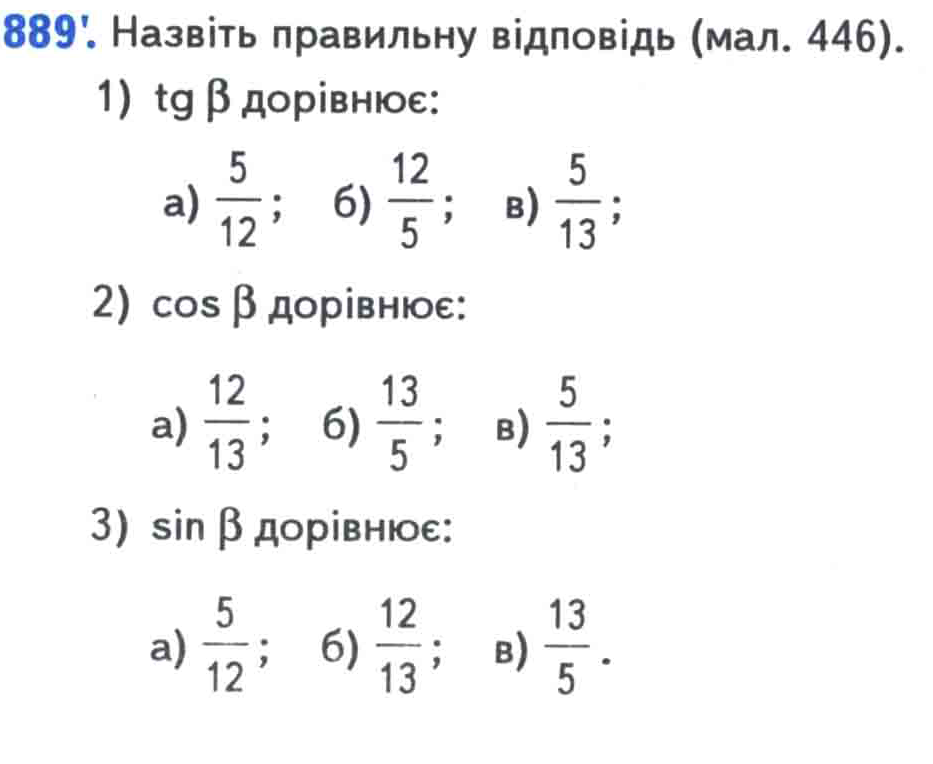 889'. Назвіть правильну відповідь (мал. 446).
1) tg β дорівнює:
а) 5/12; б) 12/5; в) 5/13;
2) cos β дорівнює:
а) 12/13; б) 13/5; в) 5/13;
3) sin β дорівнює:
а) 5/12; б) 12/13; в) 13/5.